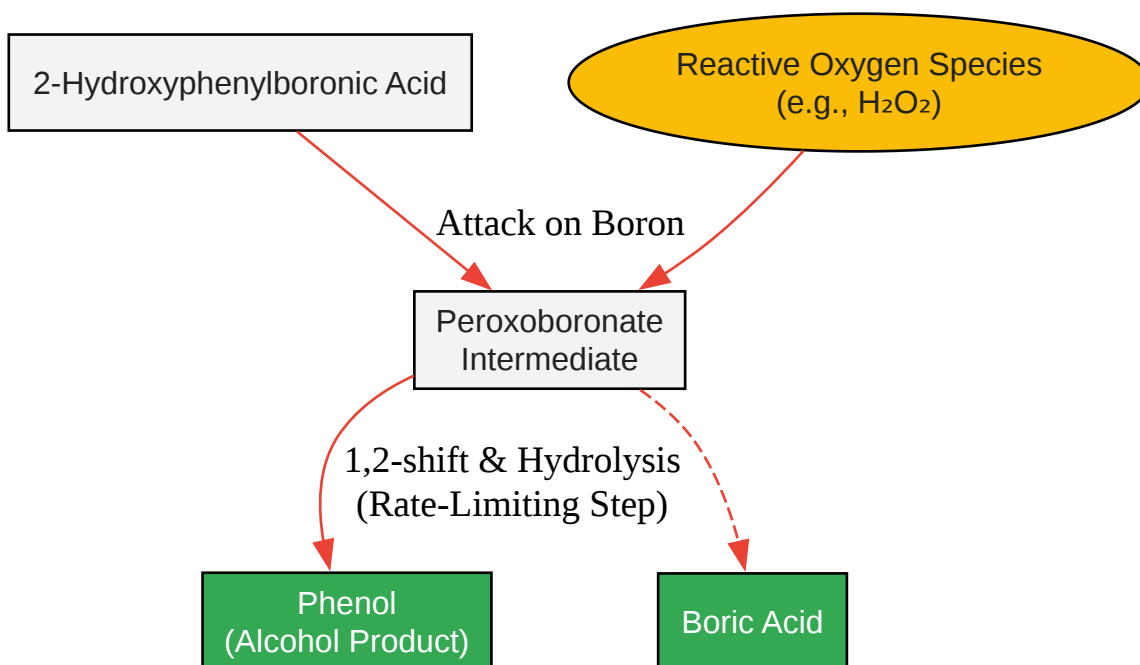 2-Hydroxyphenylboronic Acid
Reactive Oxygen Species
(e.g., H₂O₂)
Attack on Boron
Peroxoboronate
Intermediate
1,2-shift & Hydrolysis
(Rate-Limiting Step)
Phenol
(Alcohol Product)
Boric Acid